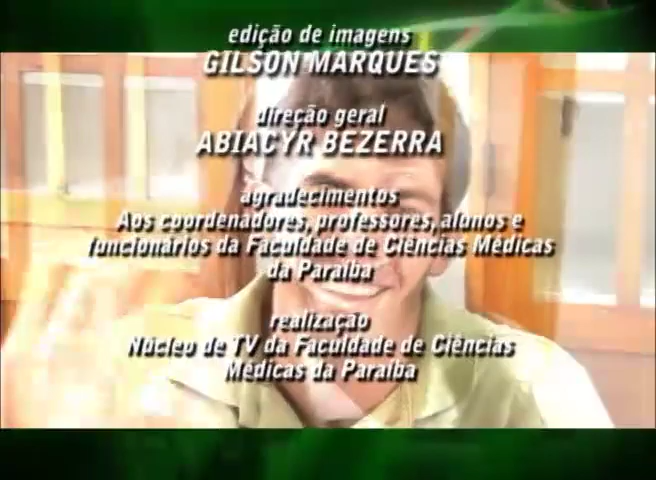 edição de imagens
GILSON MARQUES
direção geral
ABIACYR BEZERRA
agradecimentos
Aos coordenadores, professores, alunos e
funcionários da Faculdade de Ciências Médicas
da Paraíba
realização
Núcleo de TV da Faculdade de Ciências
Médicas da Paraíba